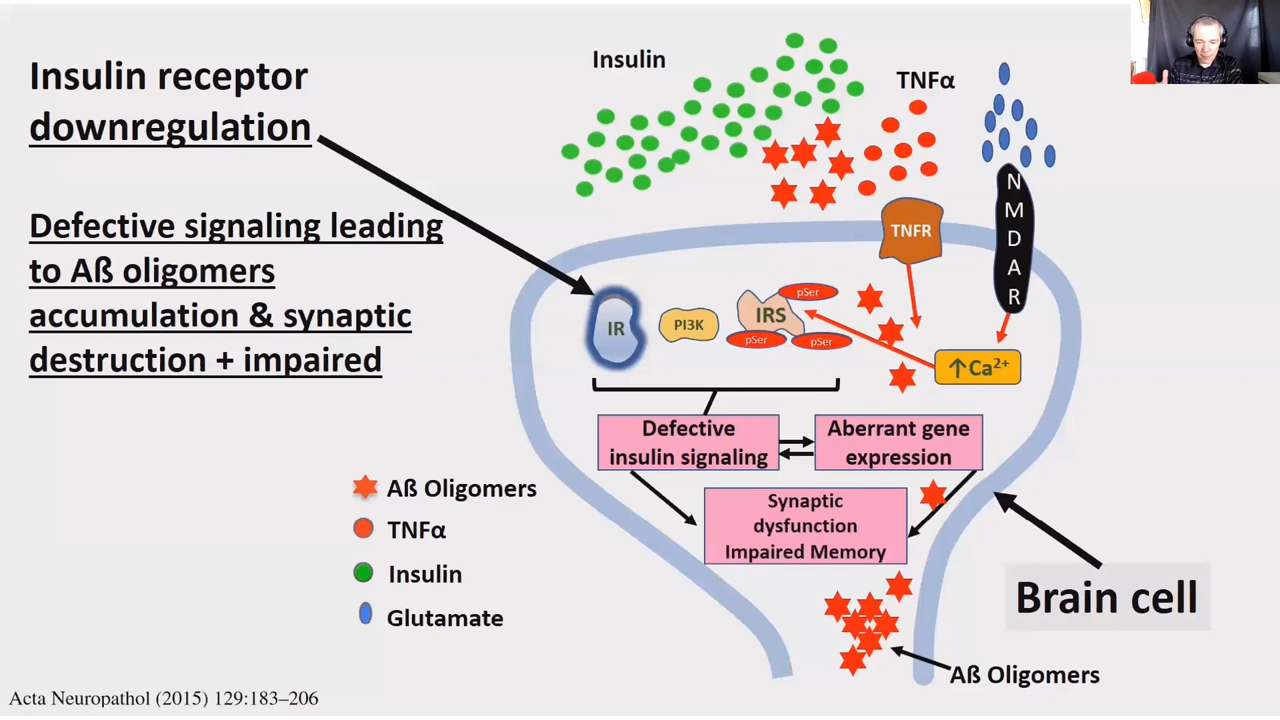 Insulin receptor
downregulation
Defective signaling leading
to Aß oligomers
accumulation & synaptic
destruction + impaired
Insulin
TNFα
N
M
D
A
R
TNFR
IR
PI3K
IRS
pSer
pSer
pSer
↑Ca²⁺
Defective
insulin signaling
Aberrant gene
expression
Synaptic
dysfunction
Impaired Memory
Aß Oligomers
TNFα
Insulin
Glutamate
Brain cell
Aß Oligomers
Acta Neuropathol (2015) 129:183–206